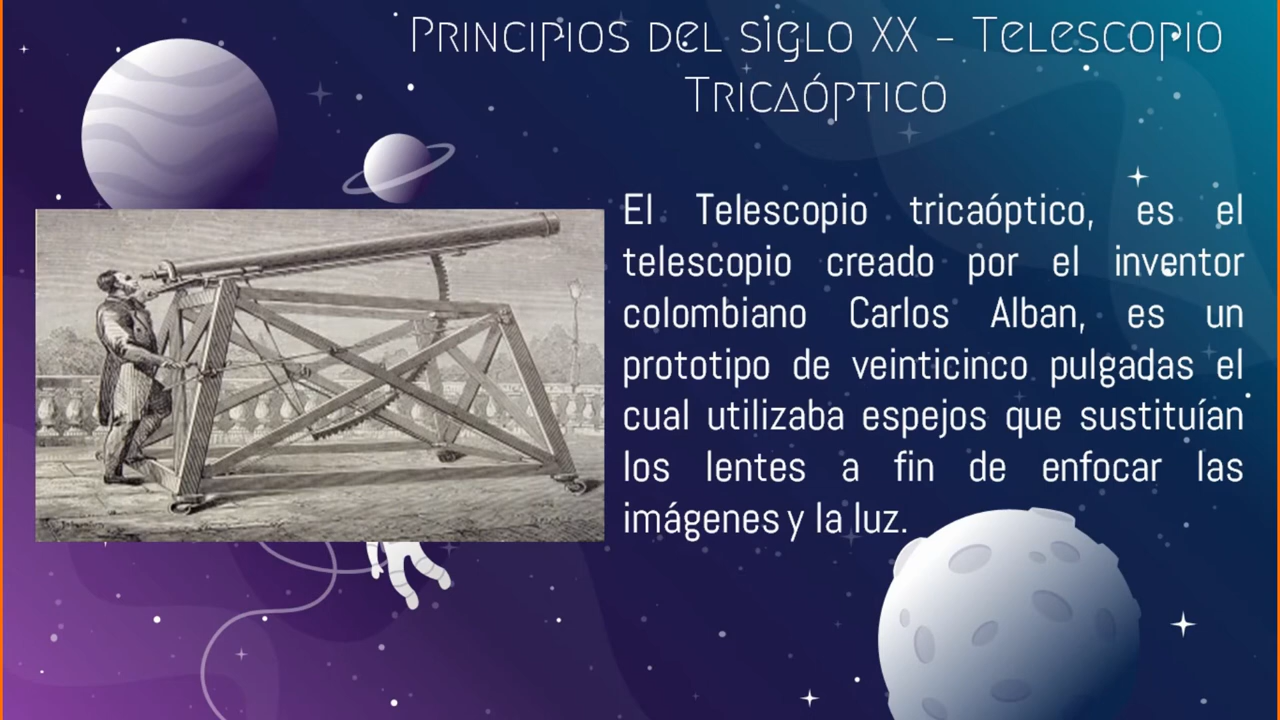 Principios del siglo XX – Telescopio
Tricaóptico
El Telescopio tricaóptico, es el
telescopio creado por el inventor
colombiano Carlos Alban, es un
prototipo de veinticinco pulgadas el
cual utilizaba espejos que sustituían
los lentes a fin de enfocar las
imágenes y la luz.